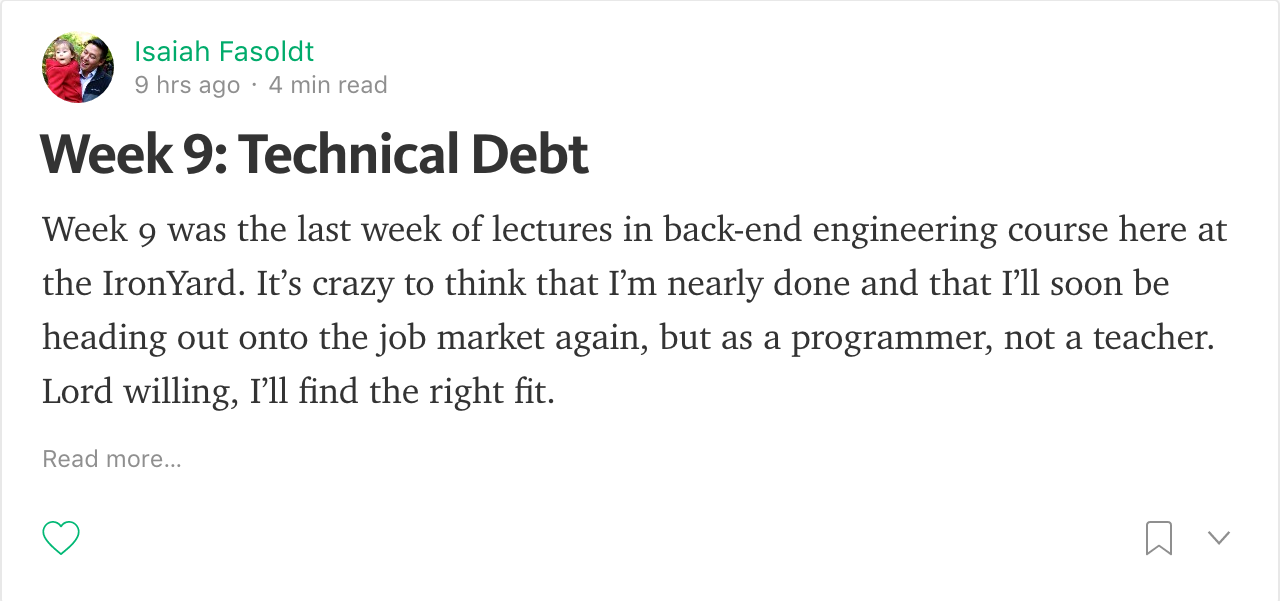 Isaiah Fasoldt
9 hrs ago · 4 min read
Week 9: Technical Debt
Week 9 was the last week of lectures in back-end engineering course here at
the IronYard. It’s crazy to think that I’m nearly done and that I’ll soon be
heading out onto the job market again, but as a programmer, not a teacher.
Lord willing, I’ll find the right fit.
Read more...